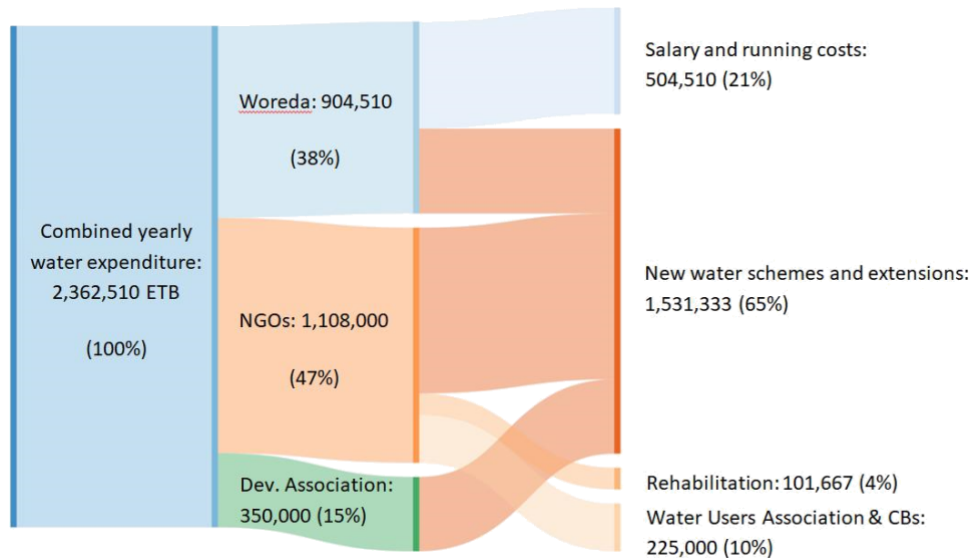 Combined yearly
water expenditure:
2,362,510 ETB
(100%)
Woreda: 904,510
(38%)
NGOs: 1,108,000
(47%)
Dev. Association:
350,000 (15%)
Salary and running costs:
504,510 (21%)
New water schemes and extensions:
1,531,333 (65%)
Rehabilitation: 101,667 (4%)
Water Users Association & CBs:
225,000 (10%)